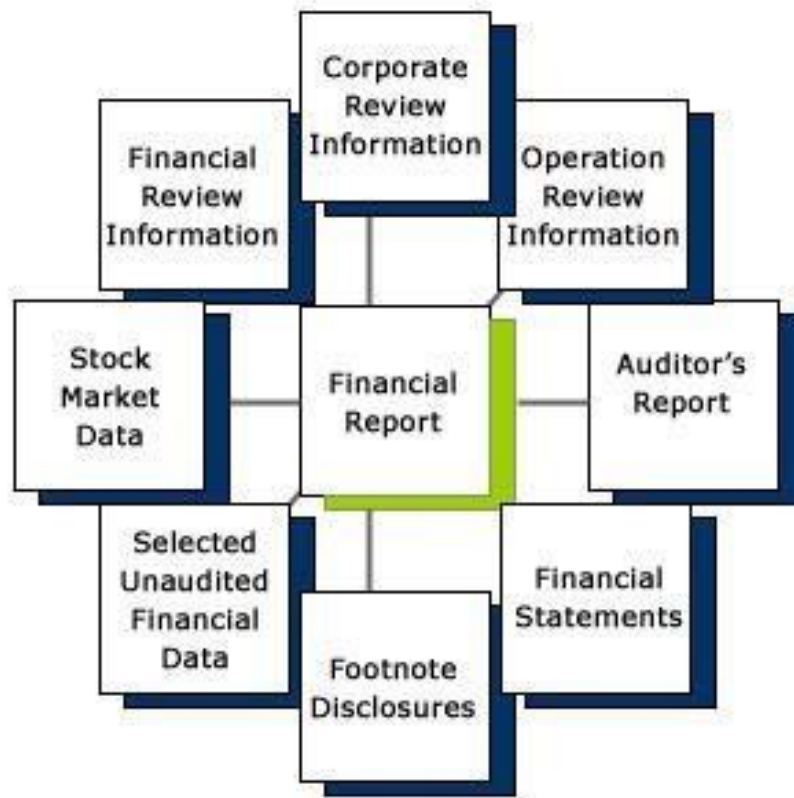 Corporate
Review
Information
Financial
Review
Information
Operation
Review
Information
Stock
Market
Data
Financial
Report
Auditor's
Report
Selected
Unaudited
Financial
Data
Financial
Statements
Footnote
Disclosures